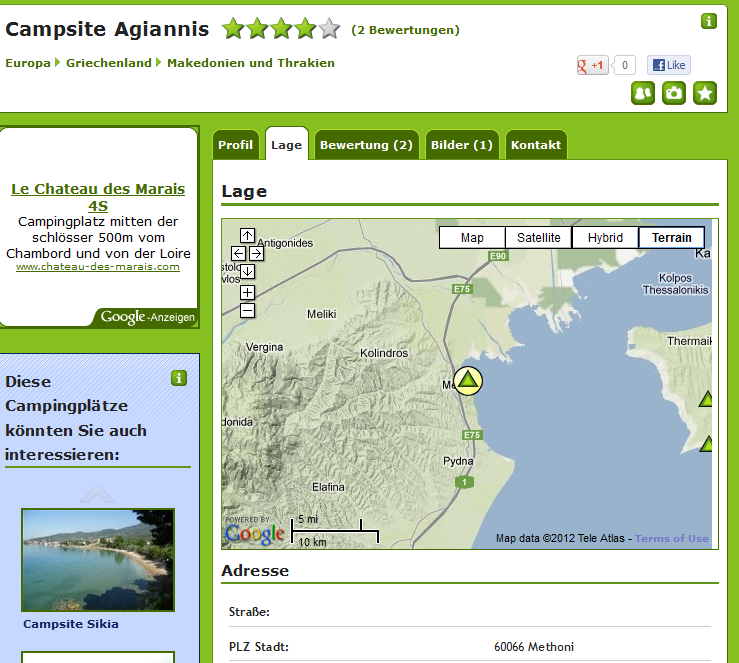 Campsite Agiannis (2 Bewertungen)
Europa Griechenland Makedonien und Thrakien
+1 0 Like
Le Chateau des Marais
4S
Campingplatz mitten der
schlösser 500m vom
Chambord und von der Loire
www.chateau-des-marais.com
Google-Anzeigen
Diese
Campingplätze
könnten Sie auch
interessieren:
Campsite Sikia
Profil Lage Bewertung (2) Bilder (1) Kontakt
Lage
Map Satellite Hybrid Terrain
Antigonides
E90
Kolpos
Thessalonikis
E75
Meliki
Vergina
Kolindros
E75
Pydna
1
Elafina
POWERED BY
Google
5 mi
10 km
Map data ©2012 Tele Atlas - Terms of Use
Adresse
Straße:
PLZ Stadt: 60066 Methoni